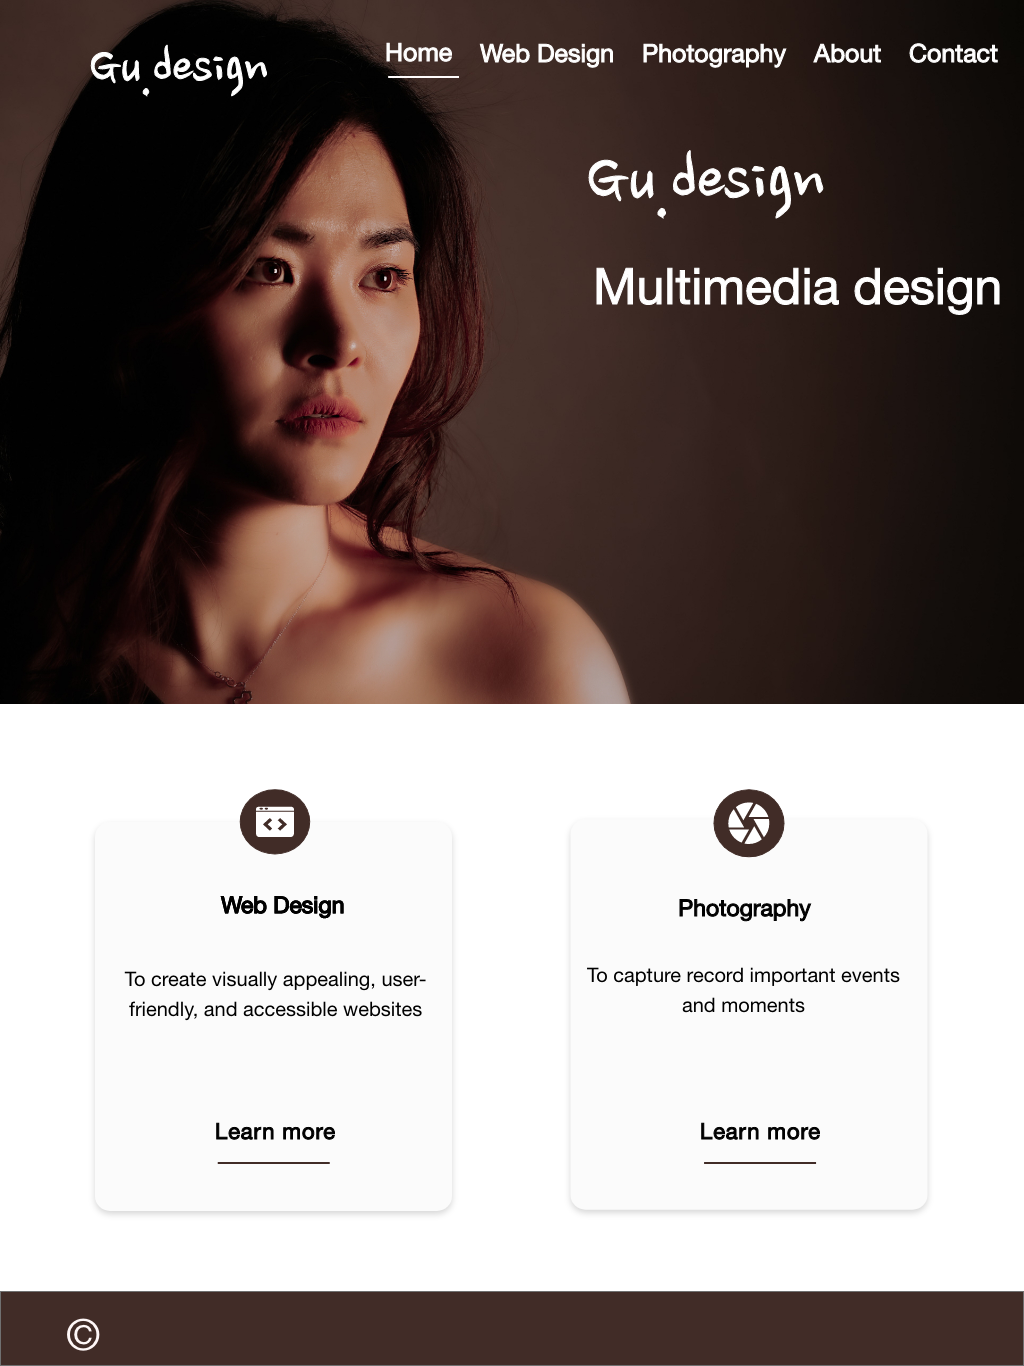 Gu.design
Home Web Design Photography About Contact
Gu.design
Multimedia design
Web Design
To create visually appealing, user-
friendly, and accessible websites
Learn more
Photography
To capture record important events
and moments
Learn more
©